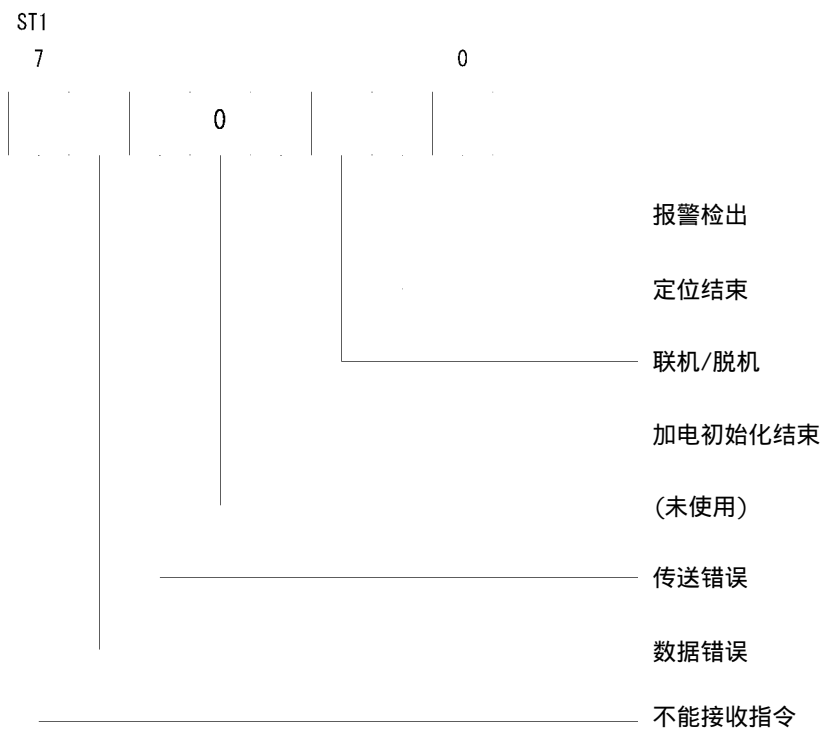 ST1
7 0
0
报警检出
定位结束
联机/脱机
加电初始化结束
(未使用)
传送错误
数据错误
不能接收指令